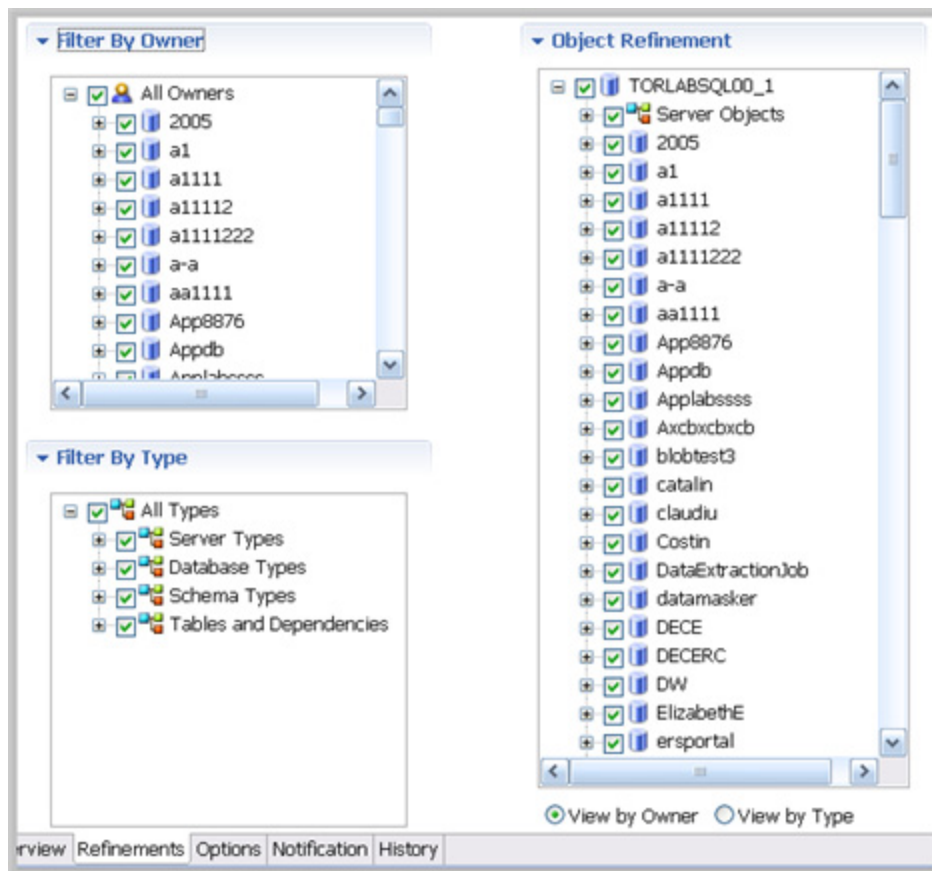 Filter By Owner
All Owners
2005
a1
a1111
a11112
a1111222
a-a
aa1111
App8876
Appdb
Applabssss
Filter By Type
All Types
Server Types
Database Types
Schema Types
Tables and Dependencies
Object Refinement
TORLABSQL00_1
Server Objects
2005
a1
a1111
a11112
a1111222
a-a
aa1111
App8876
Appdb
Applabssss
Axcbxcbxcb
blobtest3
catalin
claudiu
Costin
DataExtractionJob
datamasker
DECE
DECERC
DW
ElizabethE
ersportal
View by Owner View by Type
rview Refinements Options Notification History